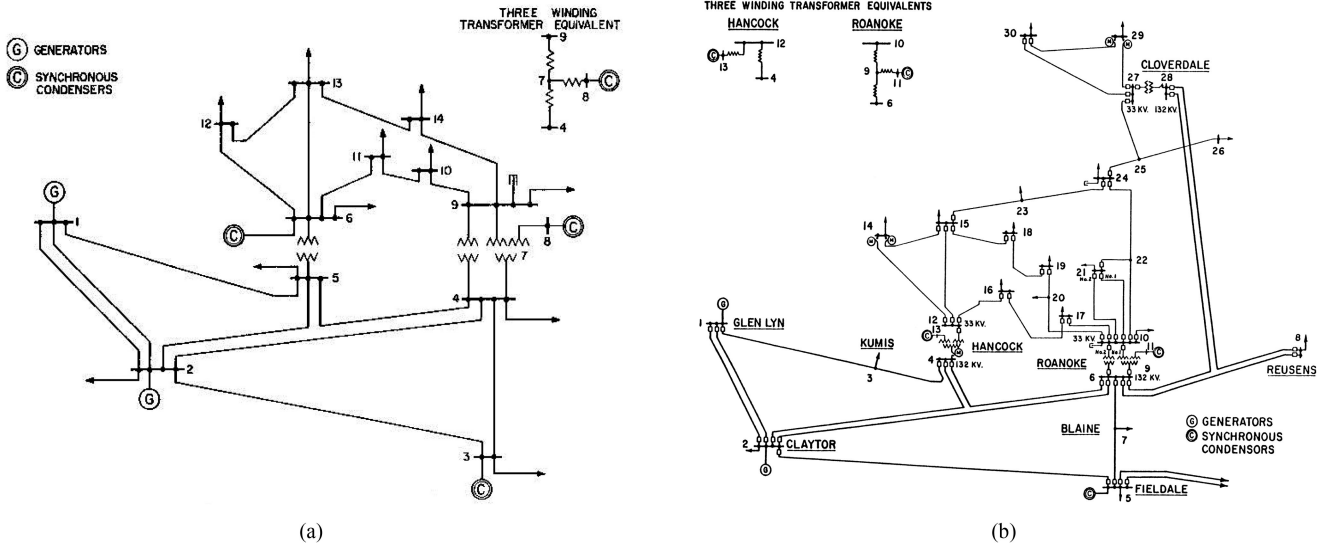 THREE WINDING
TRANSFORMER EQUIVALENT
9
7
C
8
4
G GENERATORS
C SYNCHRONOUS
CONDENSERS
13
14
12
11
10
G
1
6
9
C
8
C
7
5
4
2
G
3
C
(a)
THREE WINDING TRANSFORMER EQUIVALENTS
HANCOCK
ROANOKE
12
C
13
4
10
9
C
11
6
30
29
CLOVERDALE
27
28
33 KV.
132 KV.
26
25
24
23
15
14
18
22
19
21
No.2
No.1
20
16
17
G
1
GLEN LYN
12
33 KV.
13
C
HANCOCK
KUMIS
3
4
132 KV.
33 KV.
10
No.2
No.1
11
C
ROANOKE
9
6
132 KV.
8
REUSENS
2
CLAYTOR
G
BLAINE
7
G GENERATORS
C SYNCHRONOUS
CONDENSORS
C
5
FIELDALE
(b)